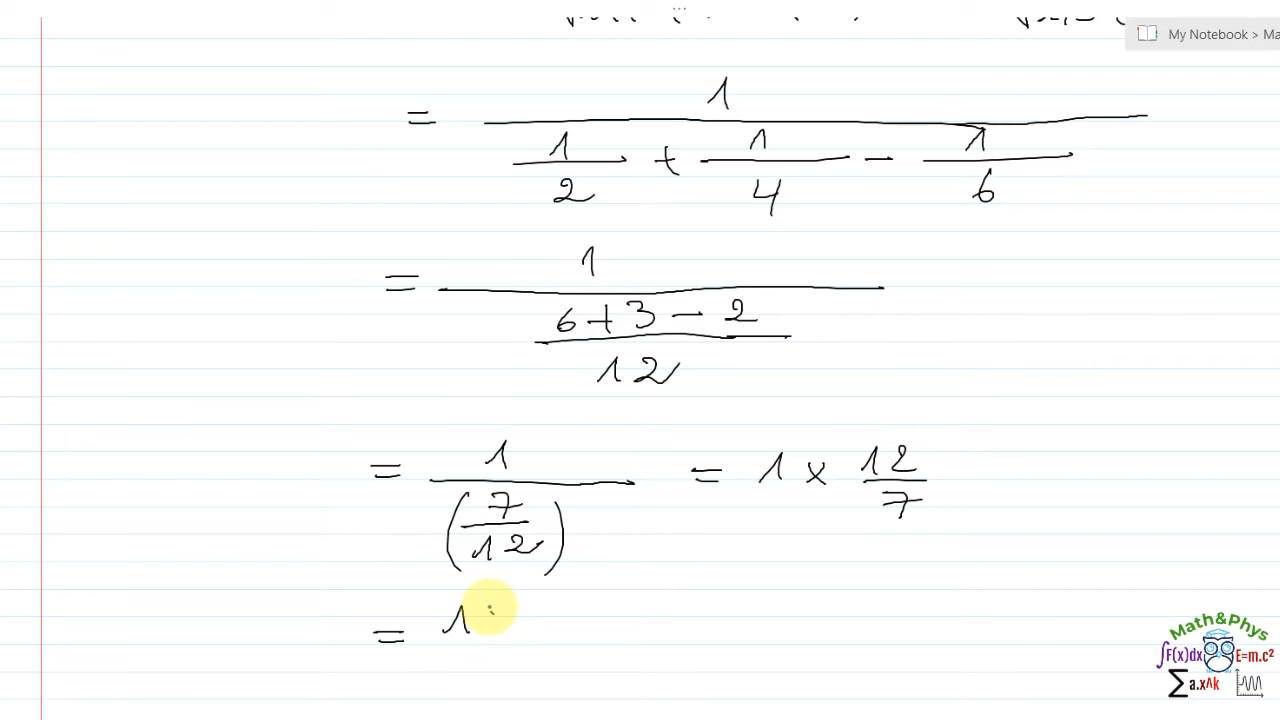 My Notebook > Ma
= 1 / (1/2 + 1/4 - 1/6)
= 1 / ((6+3-2)/12)
= 1 / (7/12) = 1 × 12/7
= 1
Math&Phys
∫F(x)dx E=m.c²
∑ a.x^k